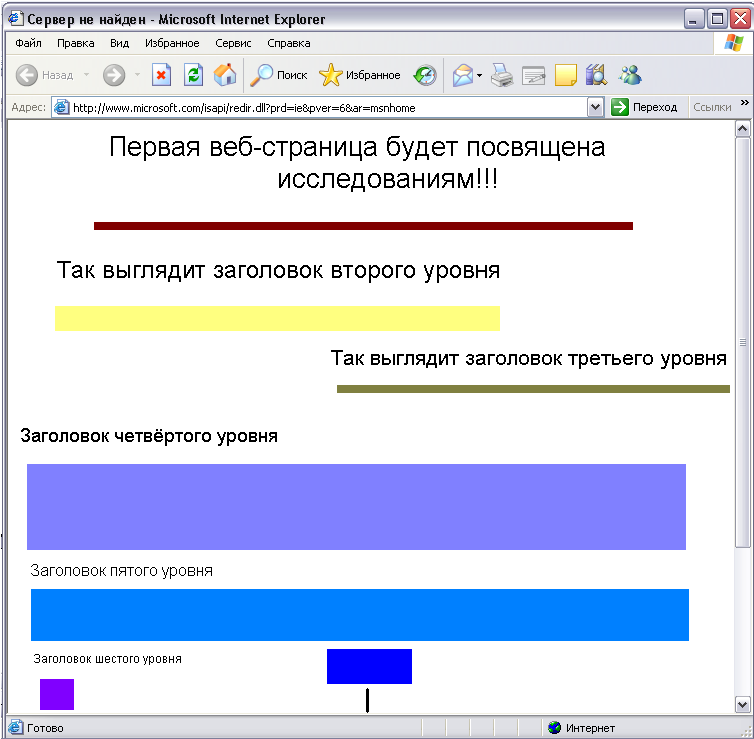 Сервер не найден - Microsoft Internet Explorer
Файл Правка Вид Избранное Сервис Справка
Назад Поиск Избранное
Адрес: http://www.microsoft.com/isapi/redir.dll?prd=ie&pver=6&ar=msnhome Переход Ссылки »
Первая веб-страница будет посвящена
исследованиям!!!
Так выглядит заголовок второго уровня
Так выглядит заголовок третьего уровня
Заголовок четвёртого уровня
Заголовок пятого уровня
Заголовок шестого уровня
Готово Интернет